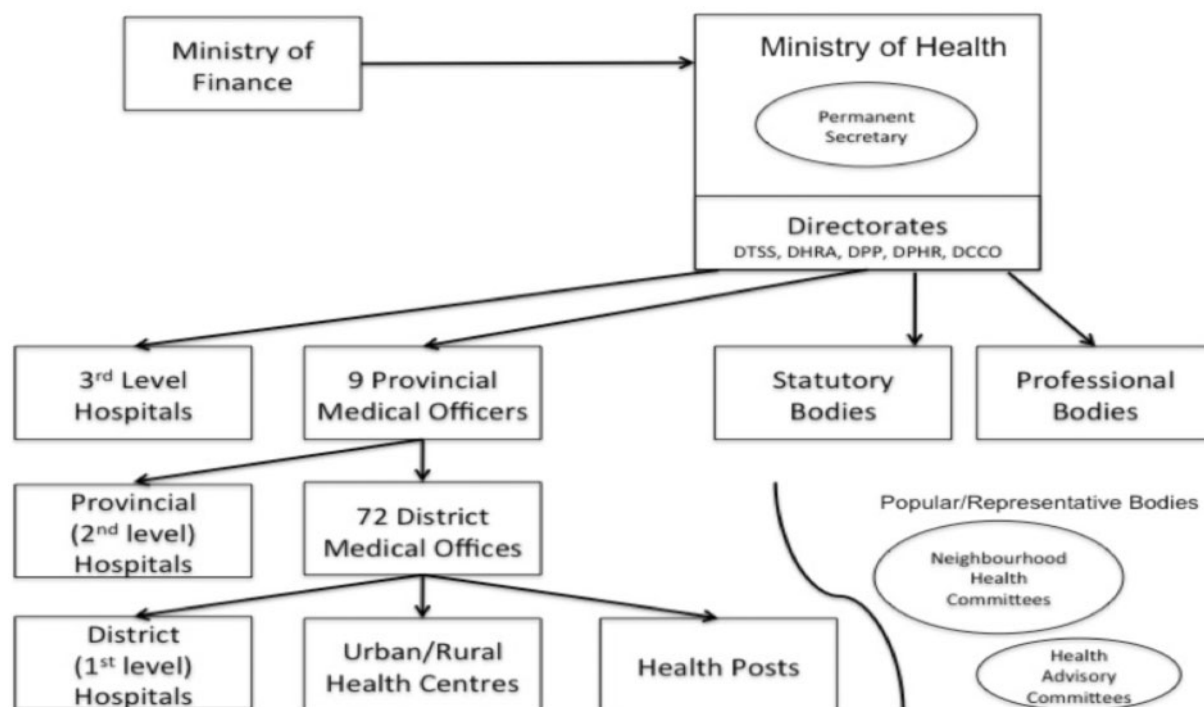 Ministry of
Finance
Ministry of Health
Permanent
Secretary
Directorates
DTSS, DHRA, DPP, DPHR, DCCO
3rd Level
Hospitals
9 Provincial
Medical Officers
Statutory
Bodies
Professional
Bodies
Provincial
(2nd level)
Hospitals
72 District
Medical Offices
Popular/Representative Bodies
Neighbourhood
Health
Committees
District
(1st level)
Hospitals
Urban/Rural
Health Centres
Health Posts
Health
Advisory
Committees